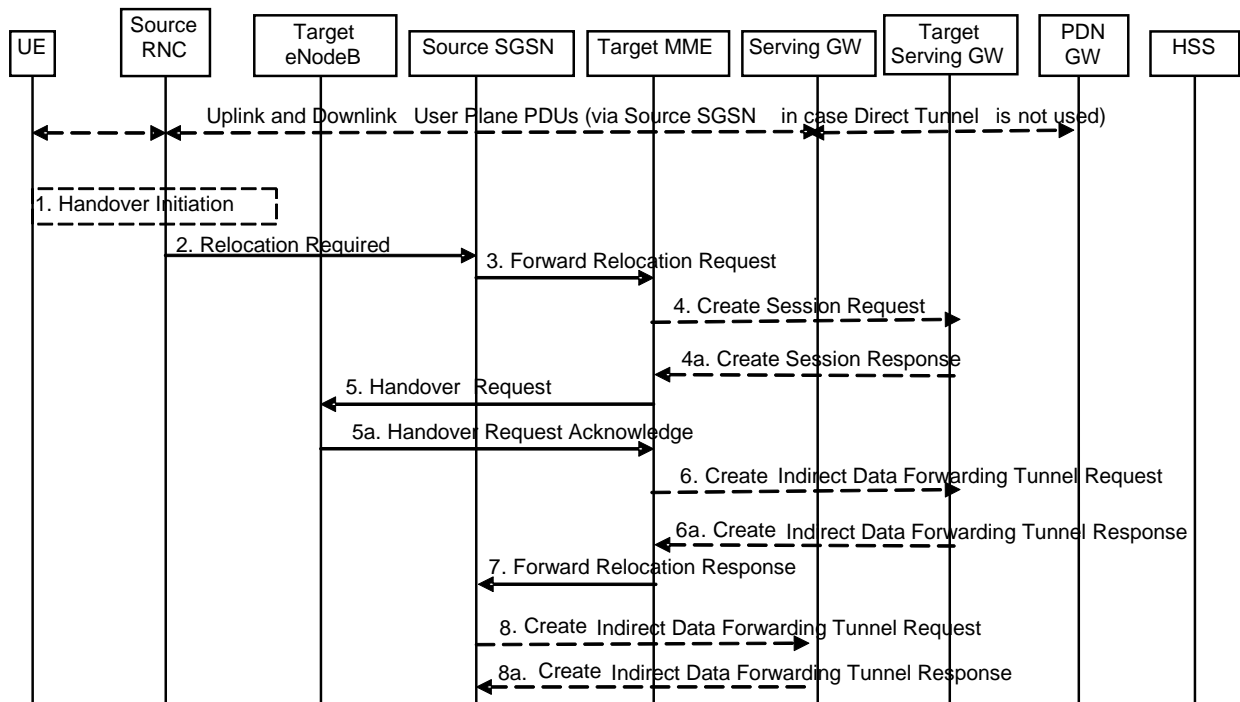 UE
Source
RNC
Target
eNodeB
Source SGSN
Target MME
Serving GW
Target
Serving GW
PDN
GW
HSS
Uplink and Downlink User Plane PDUs (via Source SGSN in case Direct Tunnel is not used)
1. Handover Initiation
2. Relocation Required
3. Forward Relocation Request
4. Create Session Request
4a. Create Session Response
5. Handover Request
5a. Handover Request Acknowledge
6. Create Indirect Data Forwarding Tunnel Request
6a. Create Indirect Data Forwarding Tunnel Response
7. Forward Relocation Response
8. Create Indirect Data Forwarding Tunnel Request
8a. Create Indirect Data Forwarding Tunnel Response